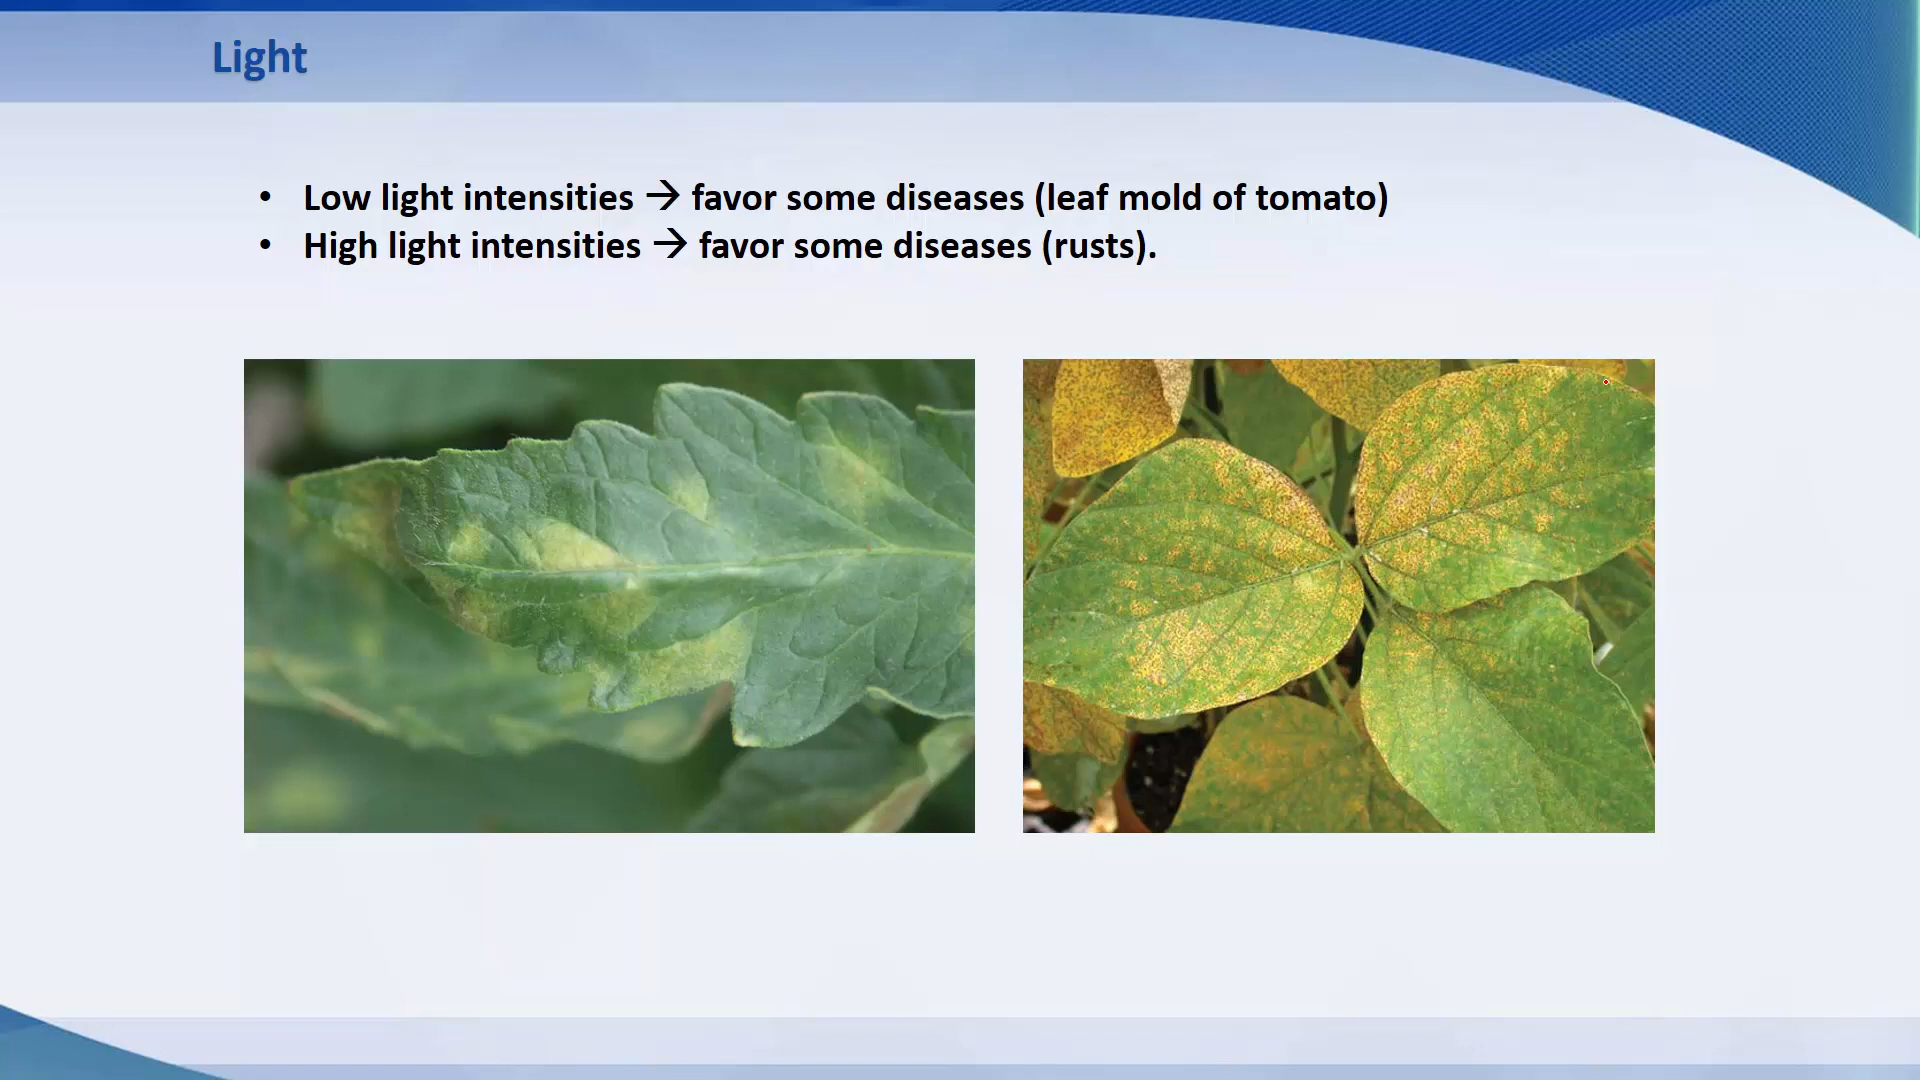 Light
• Low light intensities → favor some diseases (leaf mold of tomato)
• High light intensities → favor some diseases (rusts).